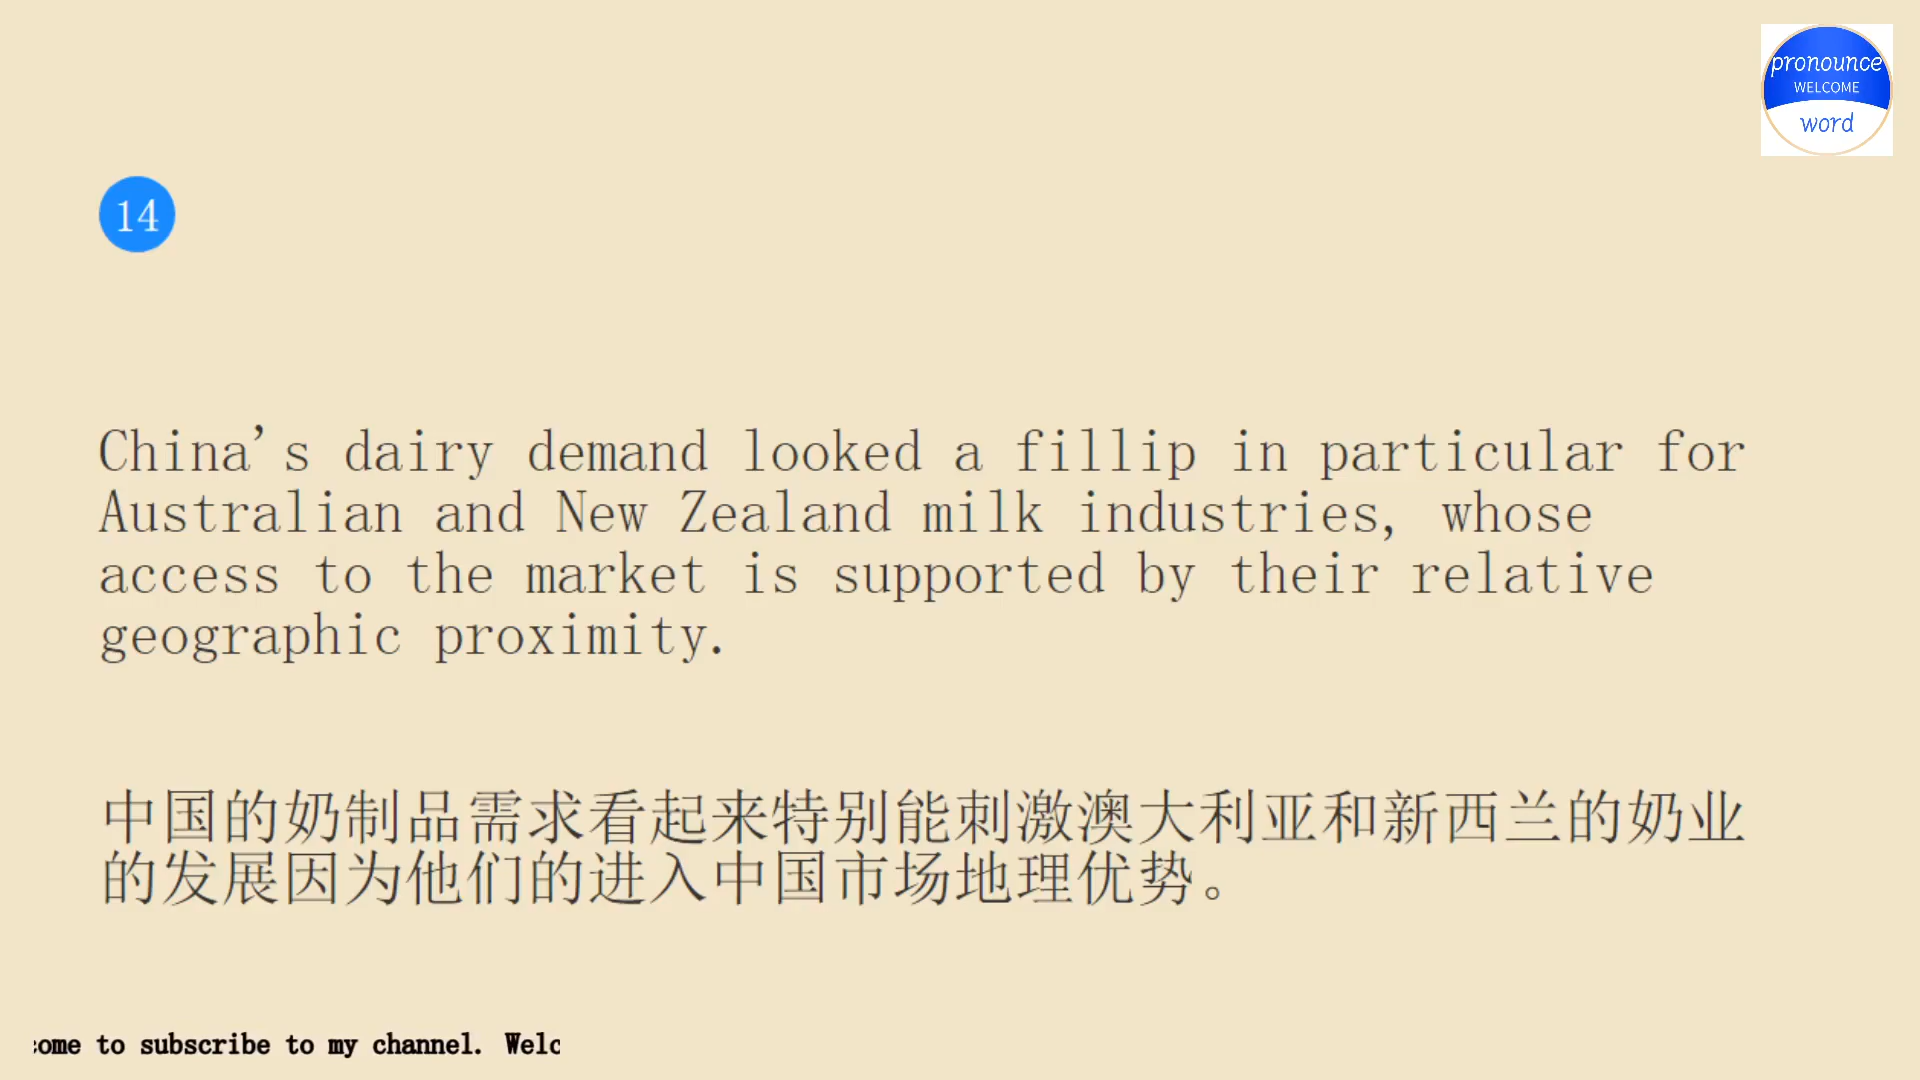 pronounce
WELCOME
word
14
China's dairy demand looked a fillip in particular for
Australian and New Zealand milk industries, whose
access to the market is supported by their relative
geographic proximity.
中国的奶制品需求看起来特别能刺激澳大利亚和新西兰的奶业
的发展因为他们的进入中国市场地理优势。
ome to subscribe to my channel. Welc